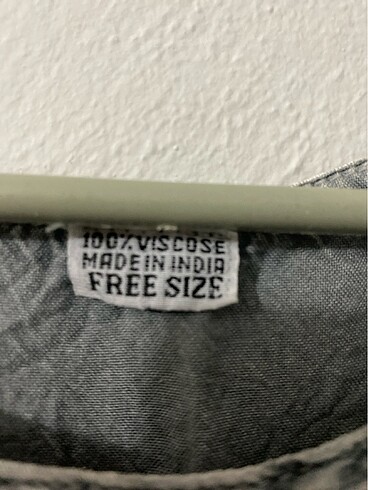 100% VISCOSE
MADE IN INDIA
FREE SIZE